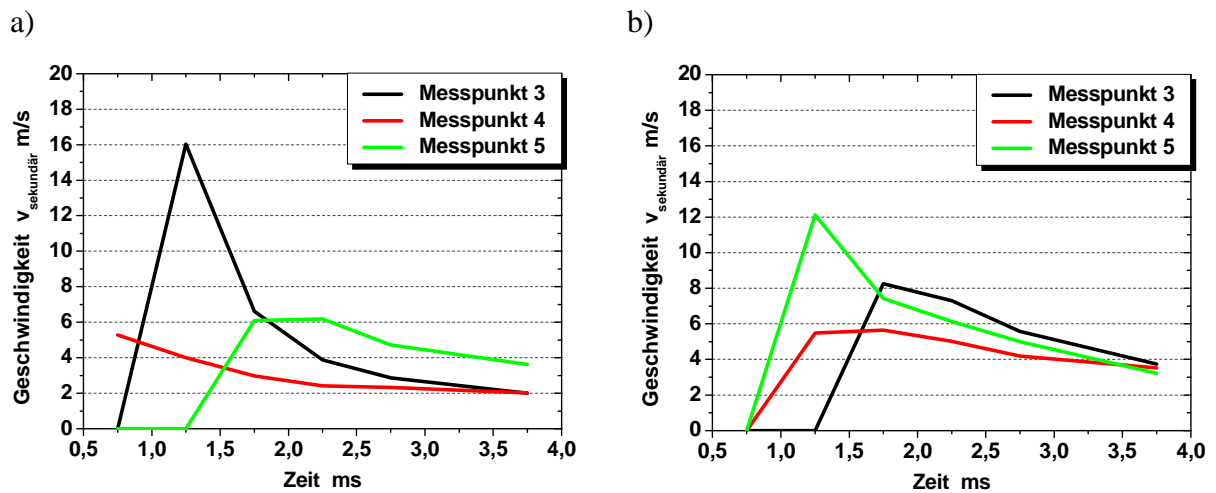 a)
20
18
16
14
12
10
8
6
4
2
0
0,5 1,0 1,5 2,0 2,5 3,0 3,5 4,0
Geschwindigkeit v sekundär m/s
Zeit ms
Messpunkt 3
Messpunkt 4
Messpunkt 5
b)
20
18
16
14
12
10
8
6
4
2
0
0,5 1,0 1,5 2,0 2,5 3,0 3,5 4,0
Geschwindigkeit v sekundär m/s
Zeit ms
Messpunkt 3
Messpunkt 4
Messpunkt 5